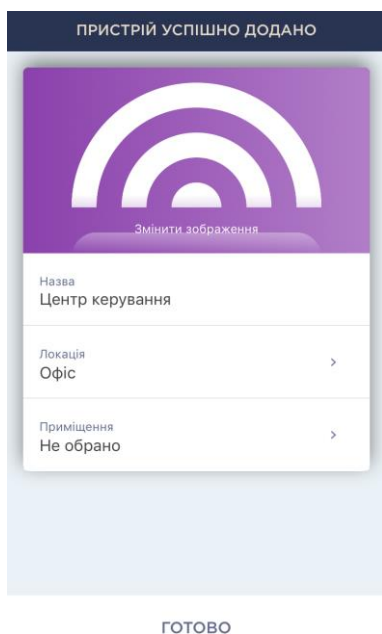 ПРИСТРІЙ УСПІШНО ДОДАНО
Змінити зображення
Назва
Центр керування
Локація
Офіс
Приміщення
Не обрано
ГОТОВО